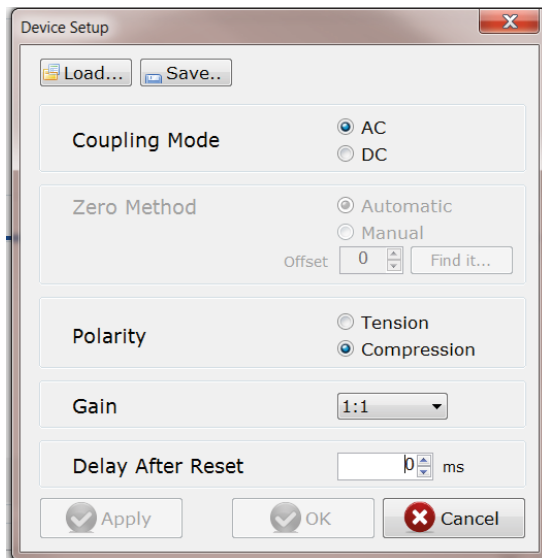 Device Setup
Load... Save..
Coupling Mode
AC
DC
Zero Method
Automatic
Manual
Offset 0 Find it...
Polarity
Tension
Compression
Gain 1:1
Delay After Reset 0 ms
Apply OK Cancel